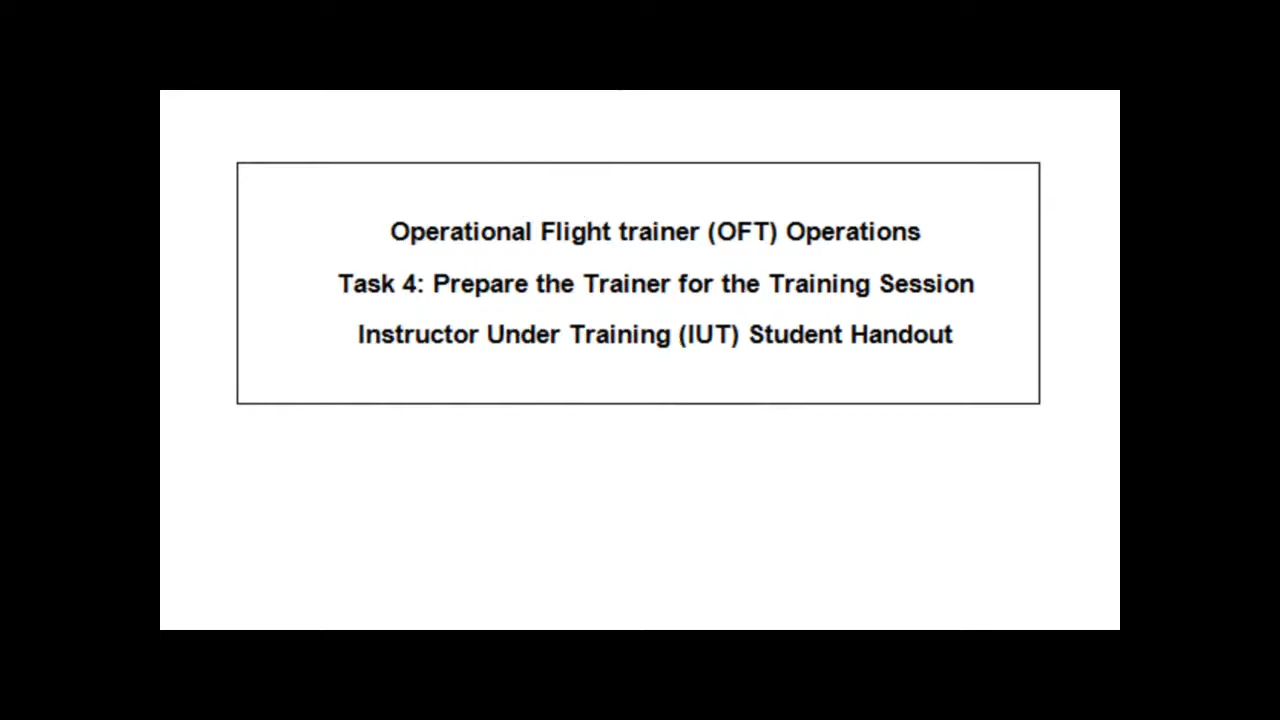 Operational Flight trainer (OFT) Operations
Task 4: Prepare the Trainer for the Training Session
Instructor Under Training (IUT) Student Handout